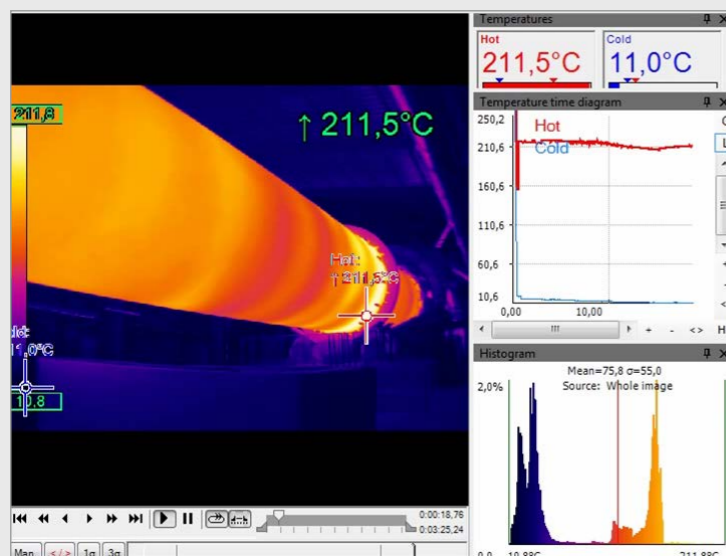 Temperatures
Hot
211,5°C
Cold
11,0°C
Temperature time diagram
250,2
210,6
160,6
110,6
60,6
10,6
Hot
Cold
0,00
10,00
211,8
↑ 211,5°C
Hot:
↑211,5°C
10,8
+ - <> H
Histogram
Mean=75,8 σ=55,0
Source: Whole image
2,0%
0,0
10,88C
211,83C
0:00:18,76
0:03:25,24
Man
</>
1σ
3σ